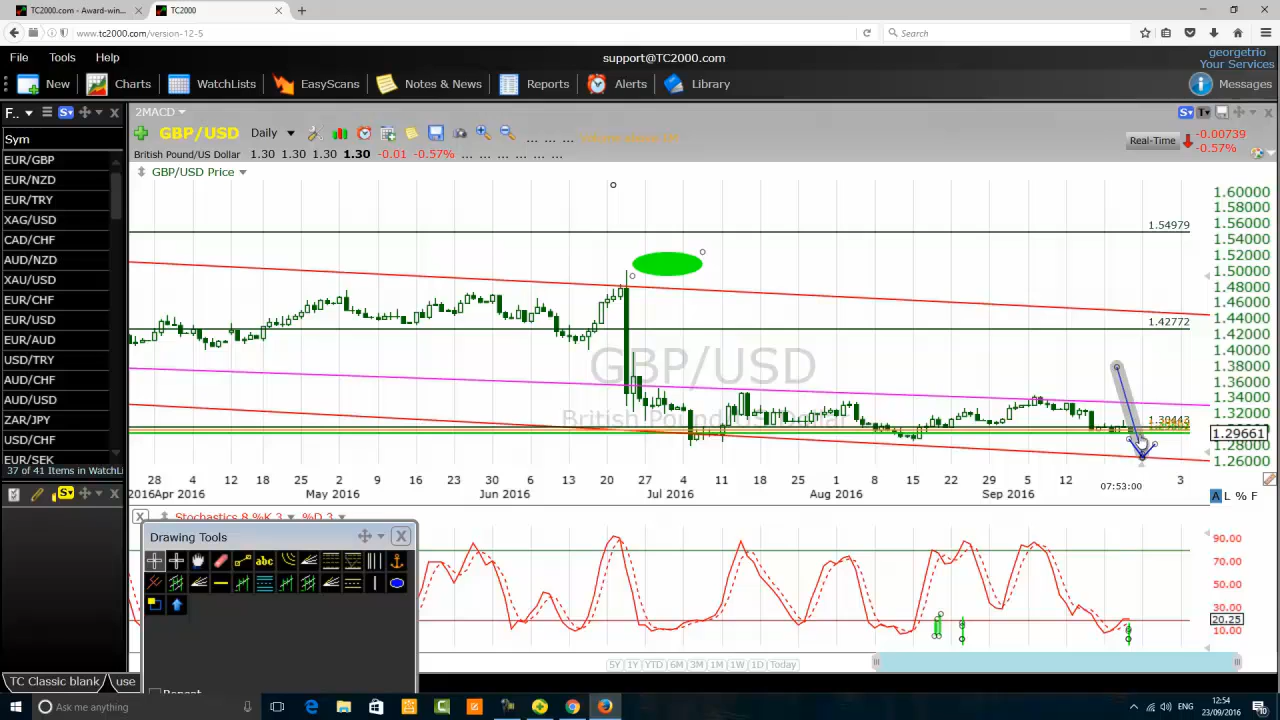 TC2000.com - Award-win...
TC2000
www.tc2000.com/version-12-5
Search
File Tools Help
support@TC2000.com
georgetrio
Your Services
New Charts WatchLists EasyScans Notes & News Reports Alerts Library
Messages
F..
S
2MACD
S T
Sym
GBP/USD Daily
... ... ...
Real-Time
-0.00739
-0.57%
British Pound/US Dollar 1.30 1.30 1.30 1.30 -0.01 -0.57% ... ... ... ... ...
GBP/USD Price
EUR/GBP
EUR/NZD
EUR/TRY
XAG/USD
CAD/CHF
AUD/NZD
XAU/USD
EUR/CHF
EUR/USD
EUR/AUD
USD/TRY
AUD/CHF
AUD/USD
ZAR/JPY
USD/CHF
EUR/SEK
37 of 41 Items in WatchList
S
1.60000
1.58000
1.56000
1.54000
1.52000
1.50000
1.48000
1.46000
1.44000
1.42000
1.40000
1.38000
1.36000
1.34000
1.32000
1.29661
1.28000
1.26000
1.54979
1.42772
1.30443
GBP/USD
British Pound/US Dollar
28 4 12 18 25 2 9 16 23 30 6 13 20 27 4 11 18 25 1 8 15 22 29 5 12 3
2016 Apr 2016 May 2016 Jun 2016 Jul 2016 Aug 2016 Sep 2016
07:53:00
A L % F
Stochastics 8 %K 3 %D 3
90.00
70.00
50.00
30.00
20.25
10.00
Drawing Tools
abc
Repeat
5Y 1Y YTD 6M 3M 1M 1W 1D Today
TC Classic blank use
Ask me anything
12:54
23/09/2016
10